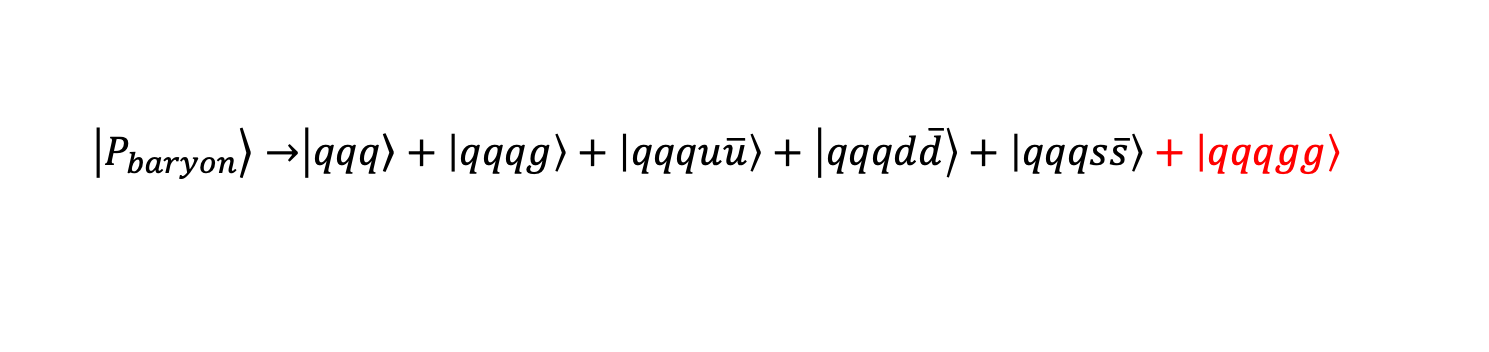 |P_baryon⟩ →|qqq⟩ + |qqqg⟩ + |qqquū⟩ + |qqqdd̄⟩ + |qqqss̄⟩ + |qqqgg⟩